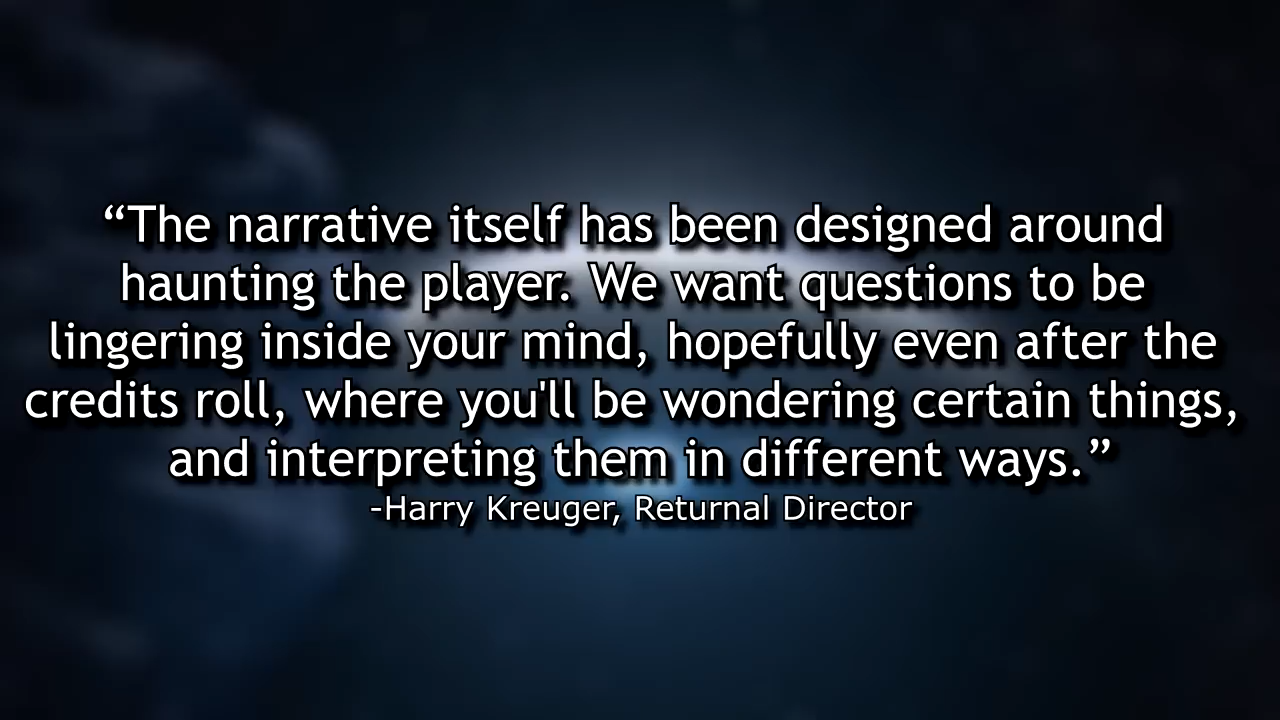 “The narrative itself has been designed around
haunting the player. We want questions to be
lingering inside your mind, hopefully even after the
credits roll, where you'll be wondering certain things,
and interpreting them in different ways.”
-Harry Kreuger, Returnal Director